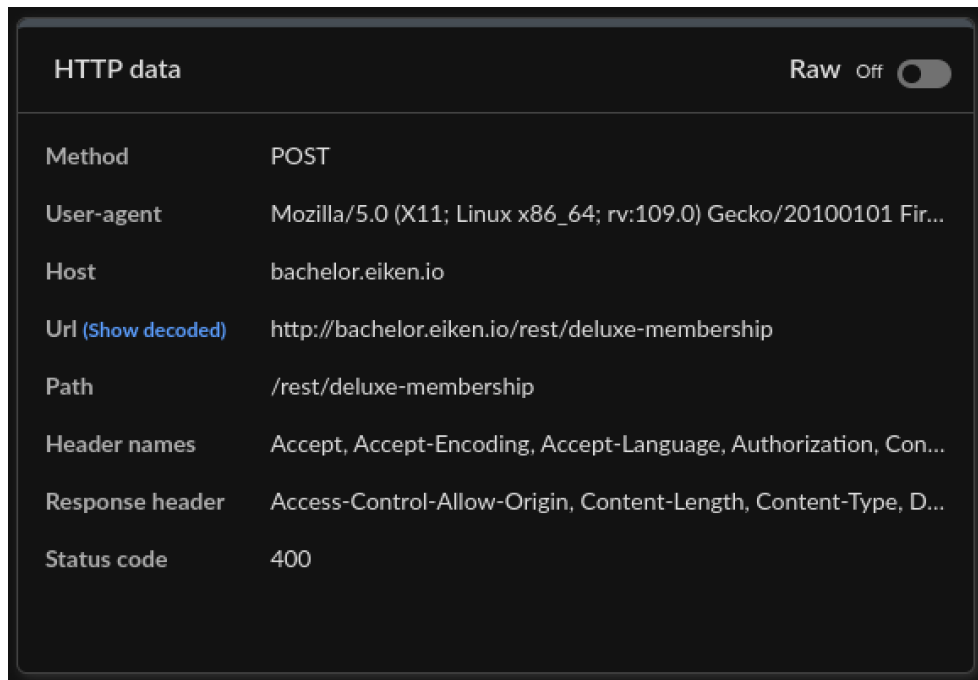 HTTP data Raw Off
Method POST
User-agent Mozilla/5.0 (X11; Linux x86_64; rv:109.0) Gecko/20100101 Fir...
Host bachelor.eiken.io
Url (Show decoded) http://bachelor.eiken.io/rest/deluxe-membership
Path /rest/deluxe-membership
Header names Accept, Accept-Encoding, Accept-Language, Authorization, Con...
Response header Access-Control-Allow-Origin, Content-Length, Content-Type, D...
Status code 400